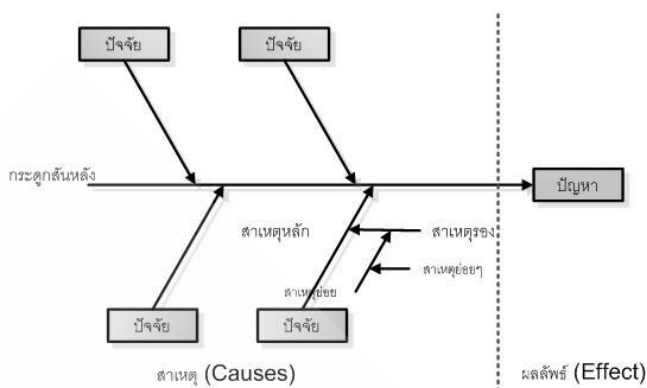 ปัจจัย
ปัจจัย
กระดูกสันหลัง
ปัญหา
สาเหตุหลัก
สาเหตุรอง
สาเหตุย่อยๆ
สาเหตุย่อย
ปัจจัย
ปัจจัย
สาเหตุ (Causes)
ผลลัพธ์ (Effect)